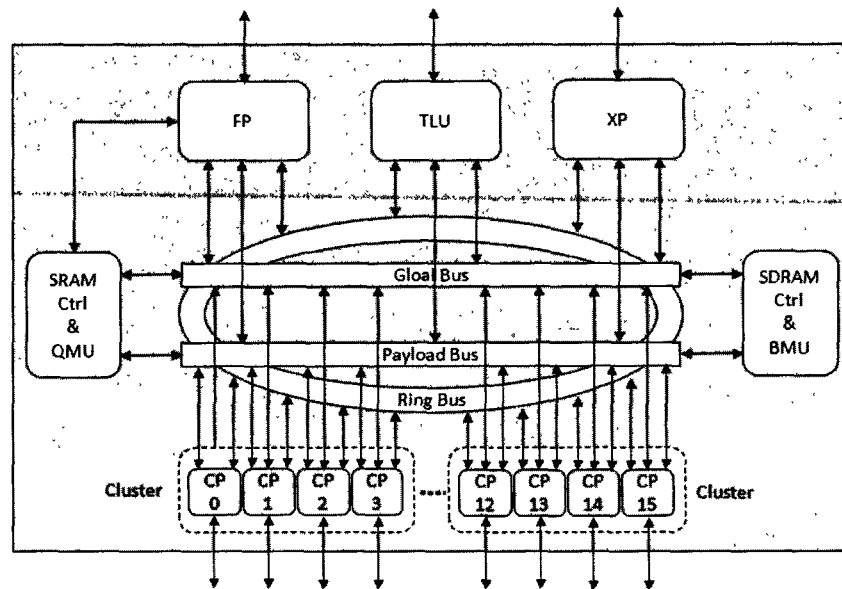 FP
TLU
XP
SRAM
Ctrl
&
QMU
Gloal Bus
SDRAM
Ctrl
&
BMU
Payload Bus
Ring Bus
Cluster
CP
0
CP
1
CP
2
CP
3
CP
12
CP
13
CP
14
CP
15
Cluster